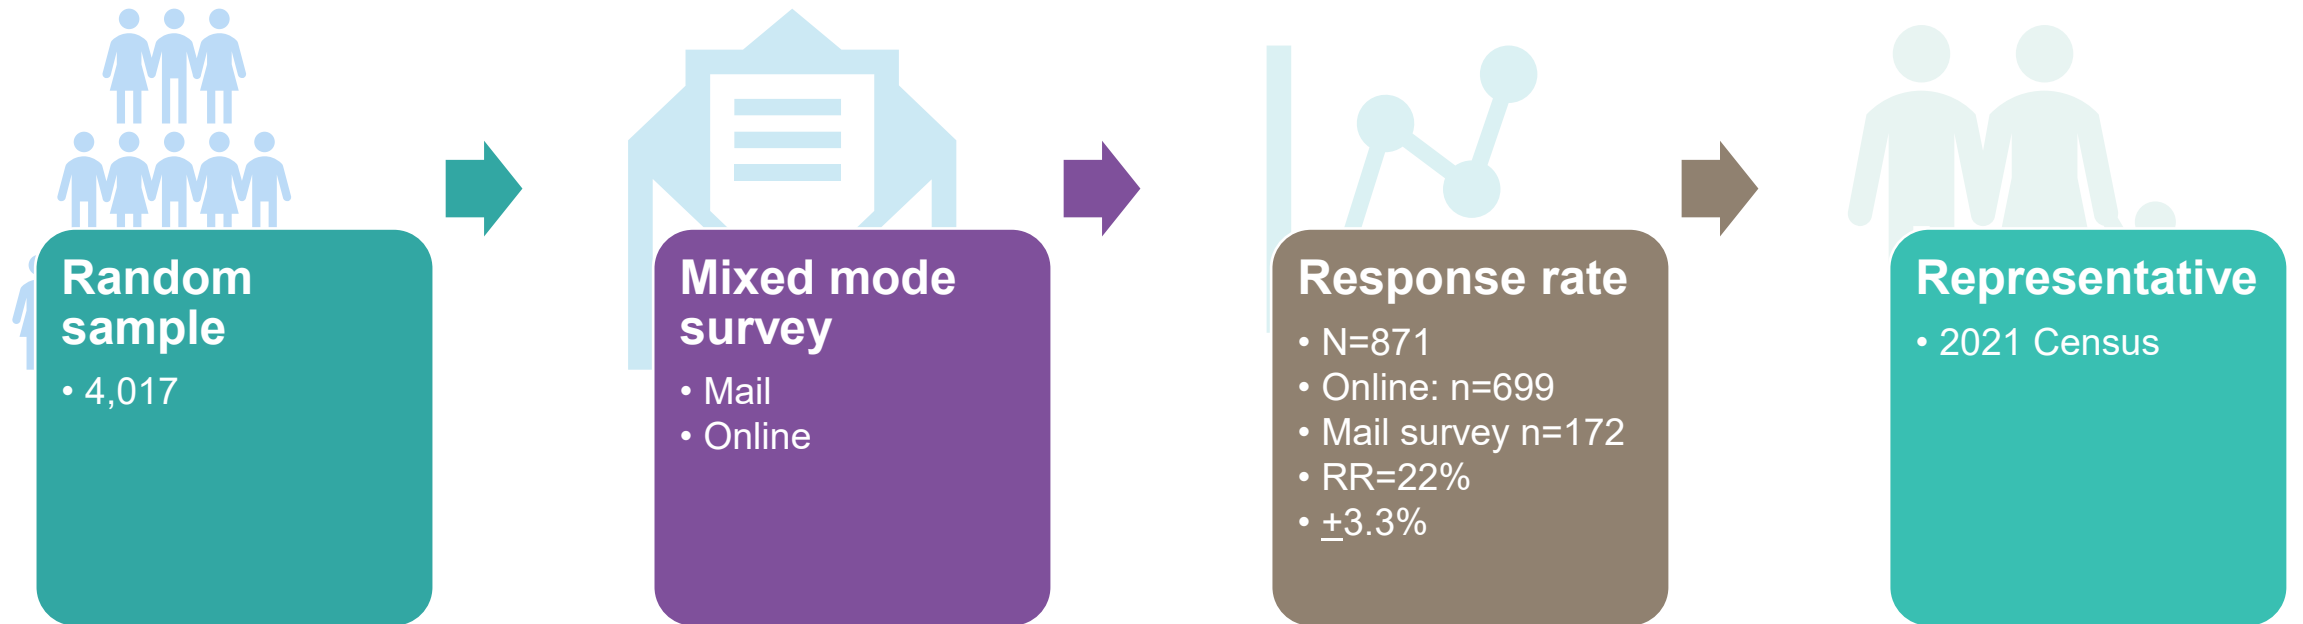 Random
sample
• 4,017
Mixed mode
survey
• Mail
• Online
Response rate
• N=871
• Online: n=699
• Mail survey n=172
• RR=22%
• ±3.3%
Representative
• 2021 Census